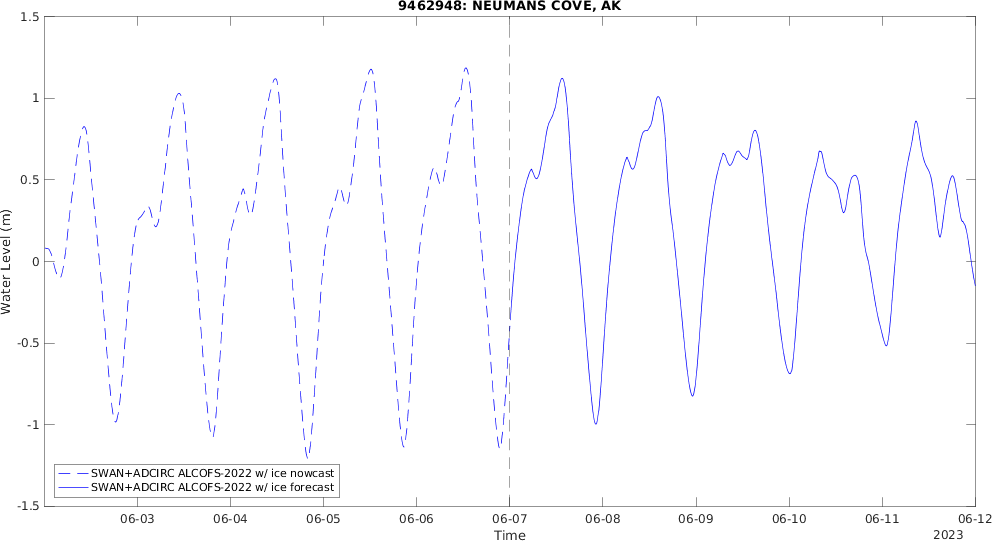 9462948: NEUMANS COVE, AK
Water Level (m)
1.5
1
0.5
0
-0.5
-1
-1.5
SWAN+ADCIRC ALCOFS-2022 w/ ice nowcast
SWAN+ADCIRC ALCOFS-2022 w/ ice forecast
06-03 06-04 06-05 06-06 06-07 06-08 06-09 06-10 06-11 06-12
Time
2023